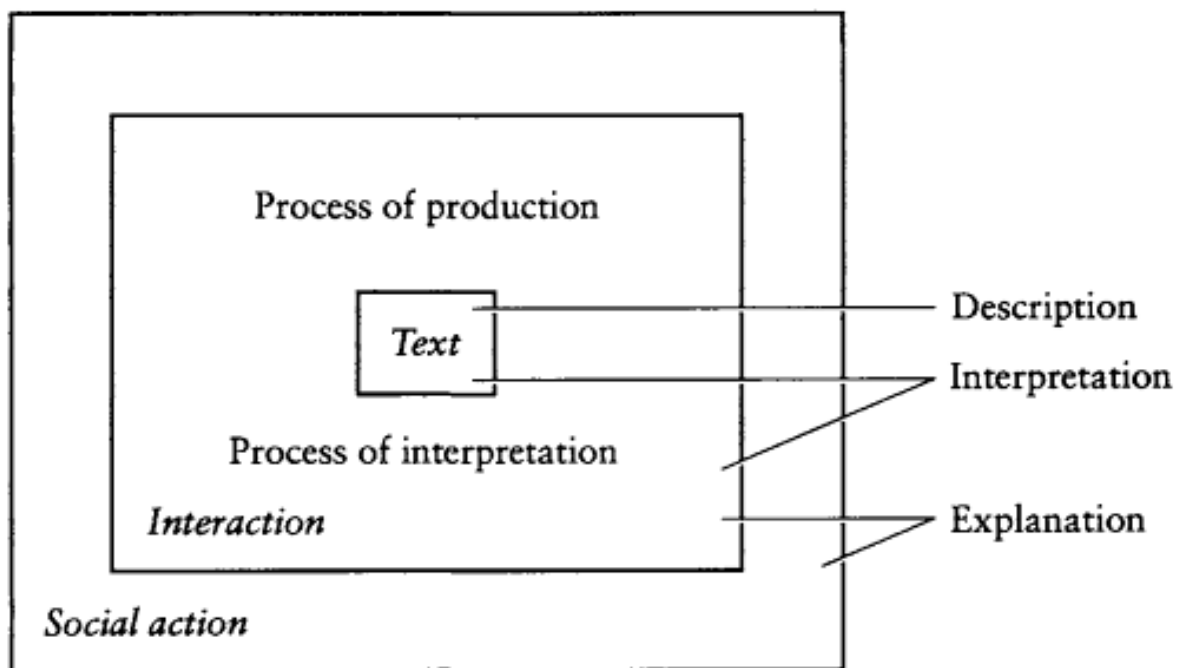 Process of production
Description
Text
Interpretation
Process of interpretation
Interaction
Explanation
Social action